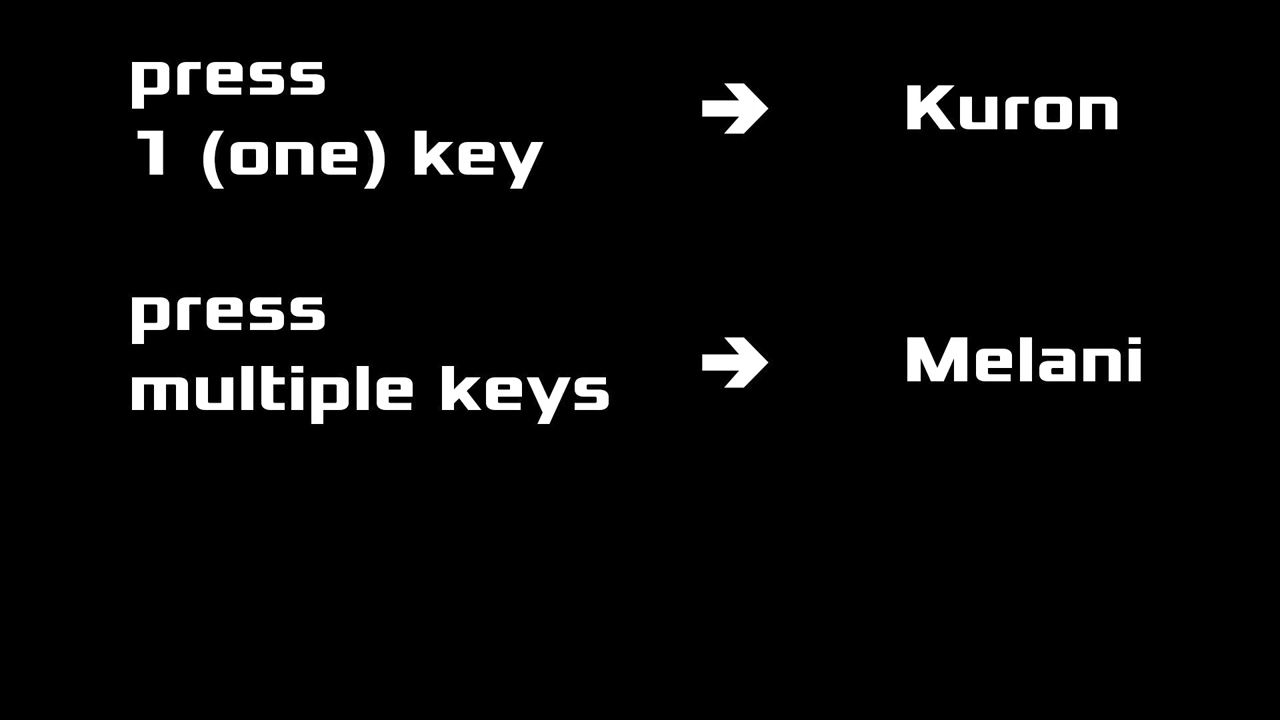 press
1 (one) key
➔
Kuron
press
multiple keys
➔
Melani